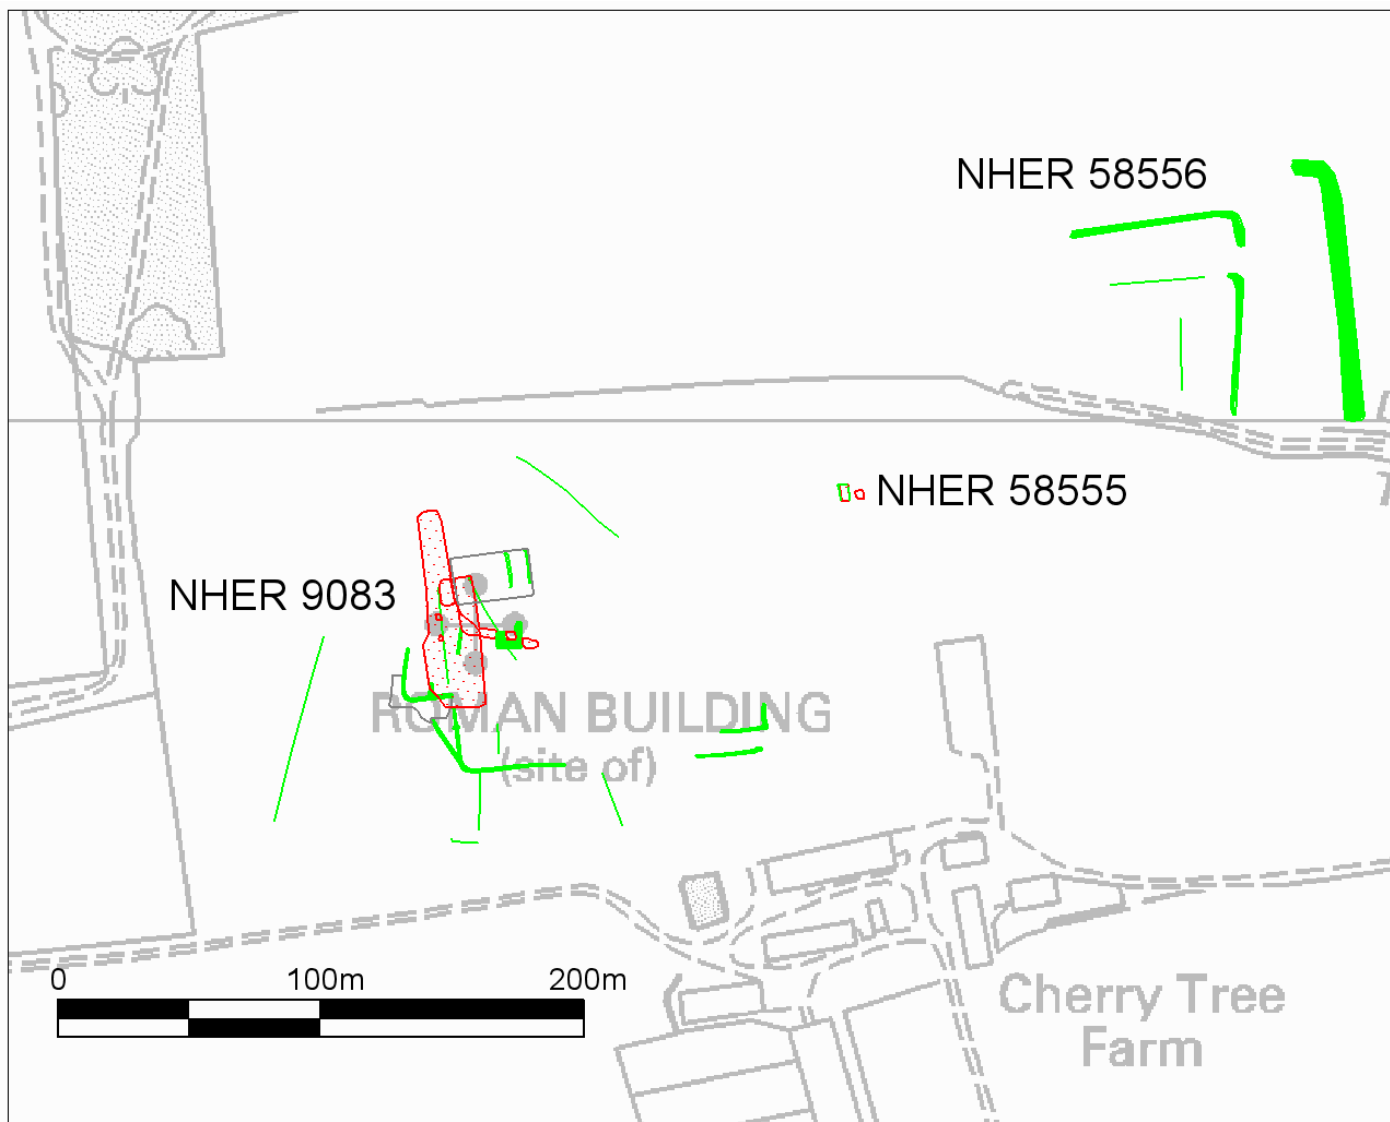 NHER 58556
NHER 58555
NHER 9083
ROMAN BUILDING
(site of)
0 100m 200m
Cherry Tree
Farm